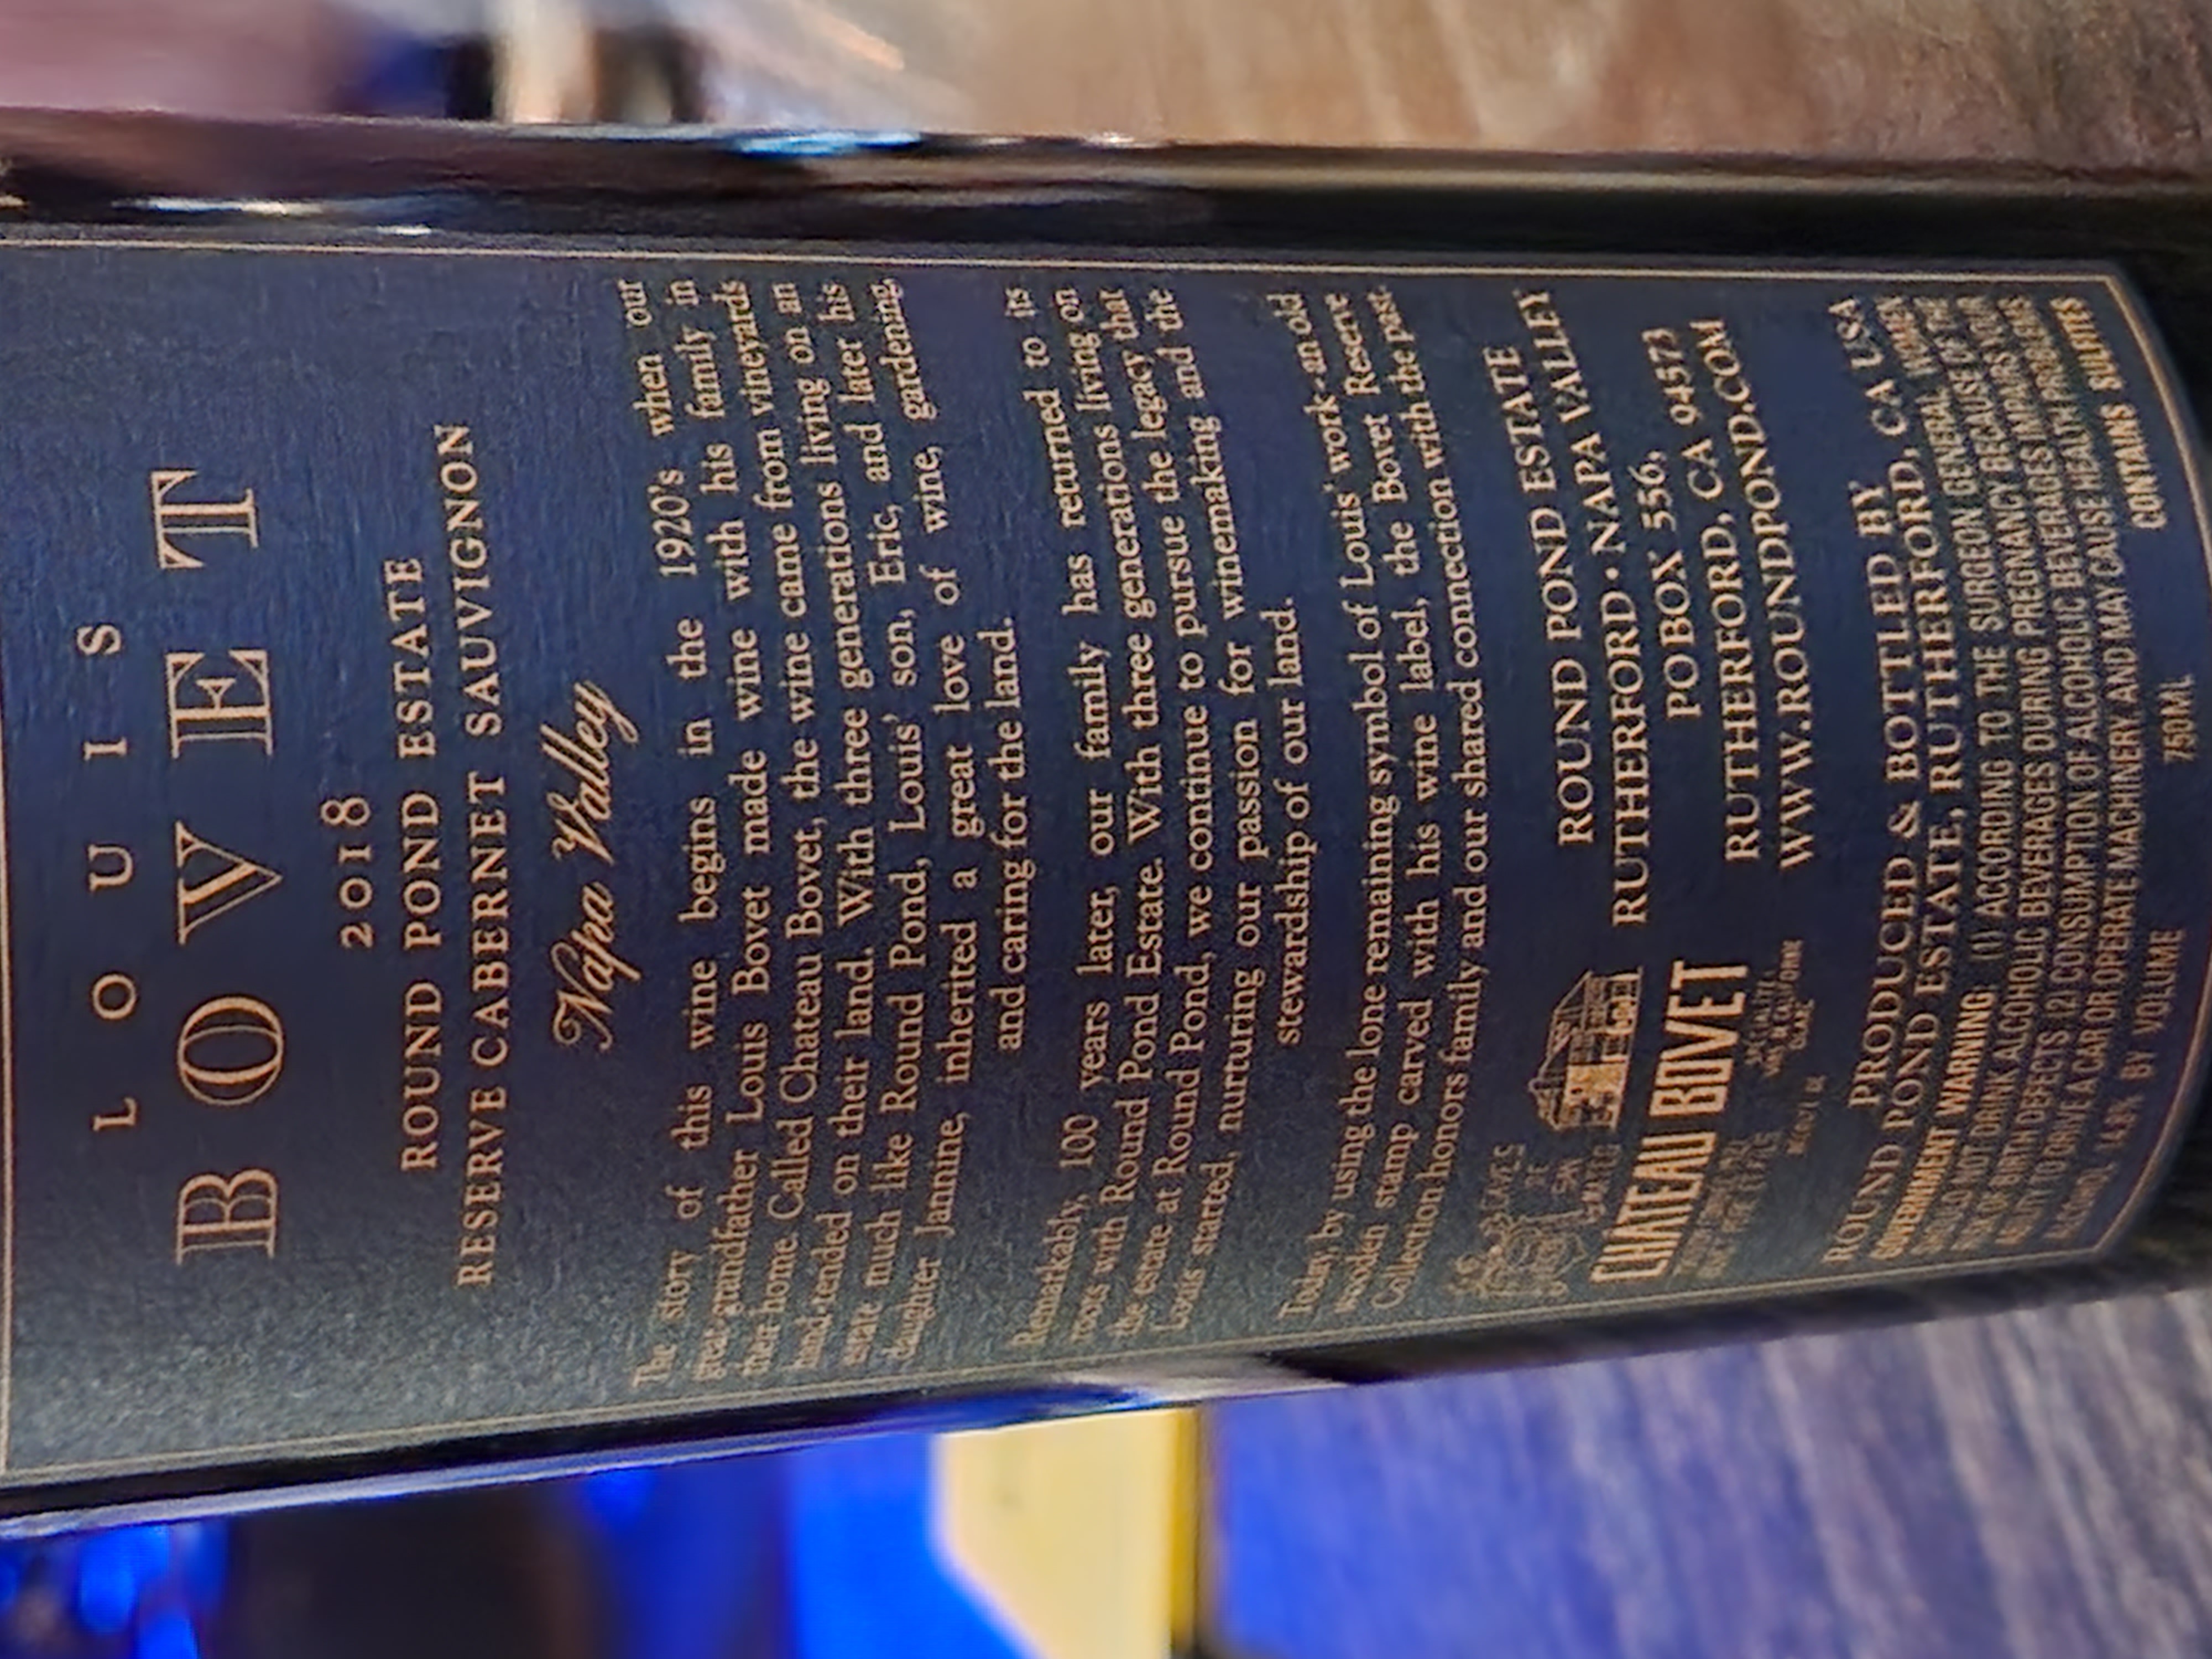 LOUIS
BOVET
2018
ROUND POND ESTATE
RESERVE CABERNET SAUVIGNON
Napa Valley
The story of this wine begins in the 1920's when our
great-grandfather Louis Bovet made wine with his family in
their home. Called Chateau Bovet, the wine came from vineyards
hand-tended on their land. With three generations living on an
estate much like Round Pond, Louis' son, Eric, and later his
daughter Jannine, inherited a great love of wine, gardening,
and caring for the land.
Remarkably, 100 years later, our family has returned to its
roots with Round Pond Estate. With three generations living on
the estate at Round Pond, we continue to pursue the legacy that
Louis started, nurturing our passion for winemaking and the
stewardship of our land.
Today, by using the lone remaining symbol of Louis' work - an old
wooden stamp carved with his wine label, the Bovet Reserve
Collection honors family and our shared connection with the past.
CHATEAU BOVET
ROUND POND ESTATE
RUTHERFORD • NAPA VALLEY
PO BOX 556,
RUTHERFORD, CA 94573
WWW.ROUNDPOND.COM
PRODUCED & BOTTLED BY
ROUND POND ESTATE, RUTHERFORD, CA USA
GOVERNMENT WARNING: (1) ACCORDING TO THE SURGEON GENERAL, WOMEN
SHOULD NOT DRINK ALCOHOLIC BEVERAGES DURING PREGNANCY BECAUSE OF THE
RISK OF BIRTH DEFECTS. (2) CONSUMPTION OF ALCOHOLIC BEVERAGES IMPAIRS YOUR
ABILITY TO DRIVE A CAR OR OPERATE MACHINERY AND MAY CAUSE HEALTH PROBLEMS
ALCOHOL BY VOLUME 750ML CONTAINS SULFITES